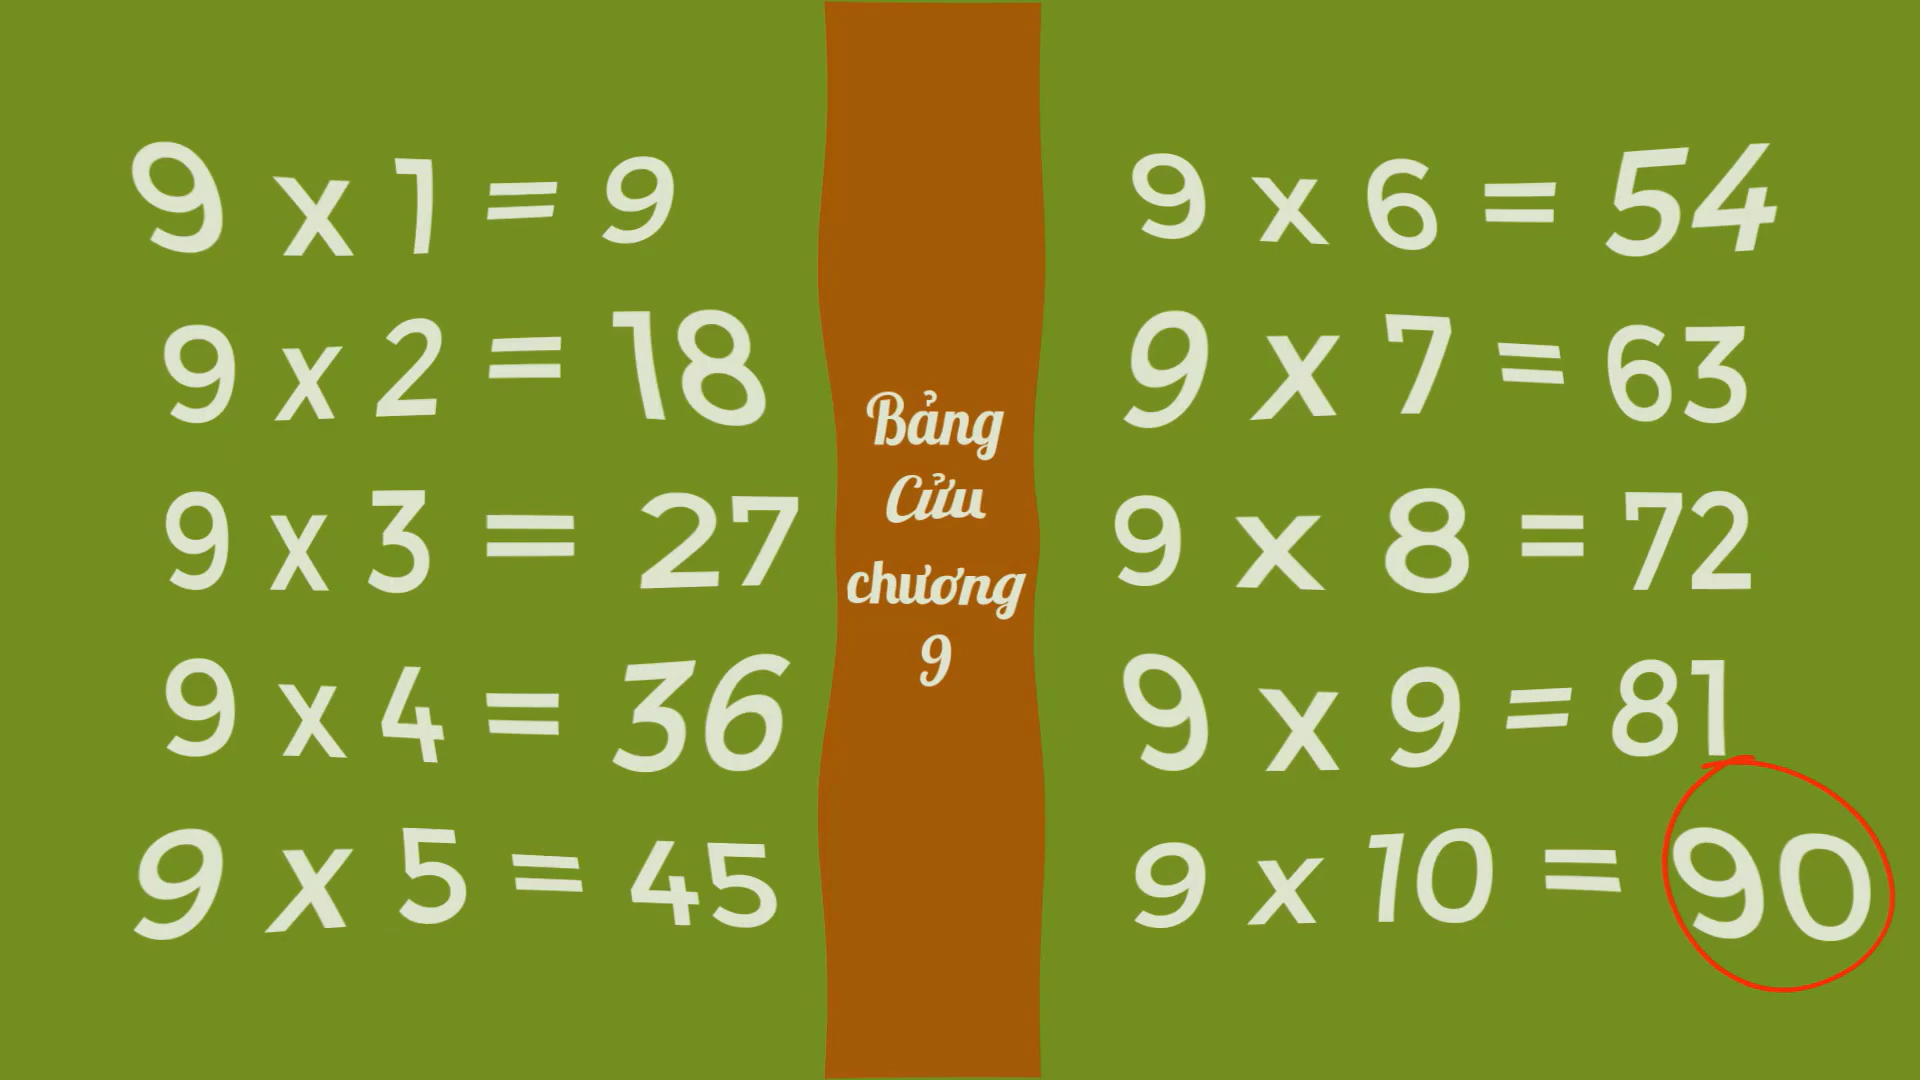 9 x 1 = 9
9 x 2 = 18
9 x 3 = 27
9 x 4 = 36
9 x 5 = 45
Bảng
Cửu
chương
9
9 x 6 = 54
9 x 7 = 63
9 x 8 = 72
9 x 9 = 81
9 x 10 = 90